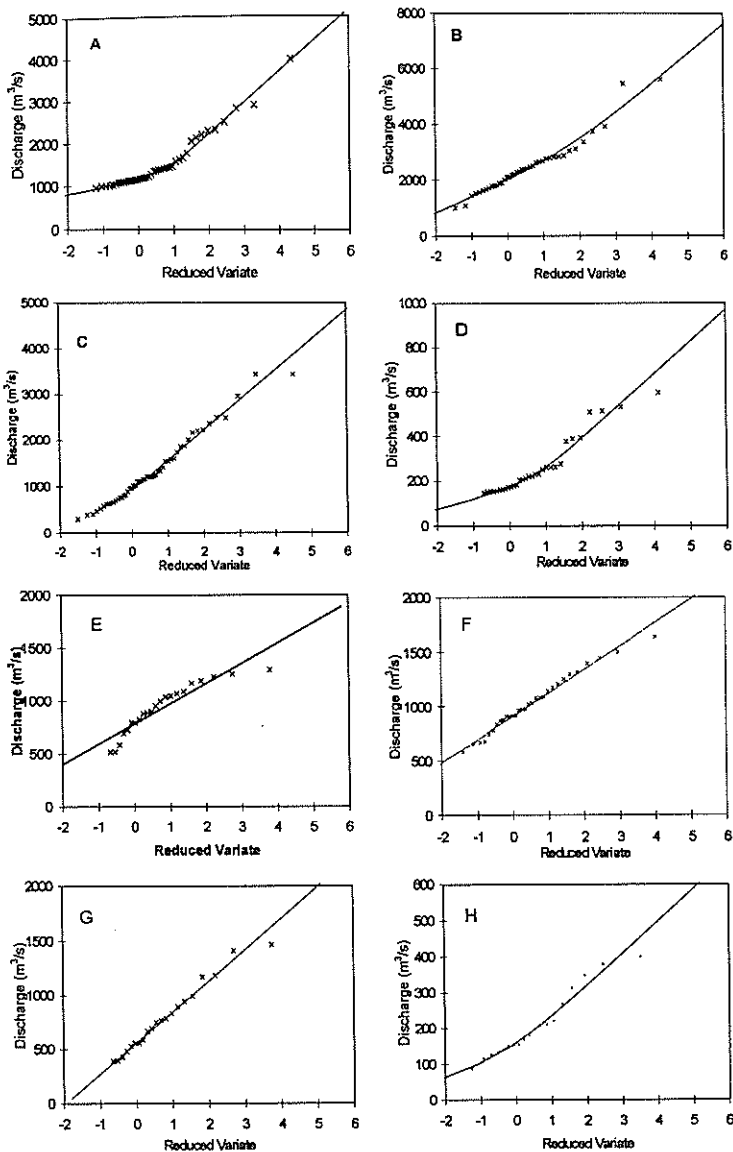 A
Discharge (m³/s)
5000
4000
3000
2000
1000
0
-2 -1 0 1 2 3 4 5 6
Reduced Variate
B
Discharge (m³/s)
8000
6000
4000
2000
0
-2 -1 0 1 2 3 4 5 6
Reduced Variate
C
Discharge (m³/s)
5000
4000
3000
2000
1000
0
-2 -1 0 1 2 3 4 5 6
Reduced Variate
D
Discharge (m³/s)
1000
800
600
400
200
0
-2 -1 0 1 2 3 4 5 6
Reduced Variate
E
Discharge (m³/s)
2000
1500
1000
500
0
-2 -1 0 1 2 3 4 5 6
Reduced Variate
F
Discharge (m³/s)
2000
1500
1000
500
0
-2 -1 0 1 2 3 4 5 6
Reduced Variate
G
Discharge (m³/s)
2000
1500
1000
500
0
-2 -1 0 1 2 3 4 5 6
Reduced Variate
H
Discharge (m³/s)
600
500
400
300
200
100
0
-2 -1 0 1 2 3 4 5 6
Reduced Variate